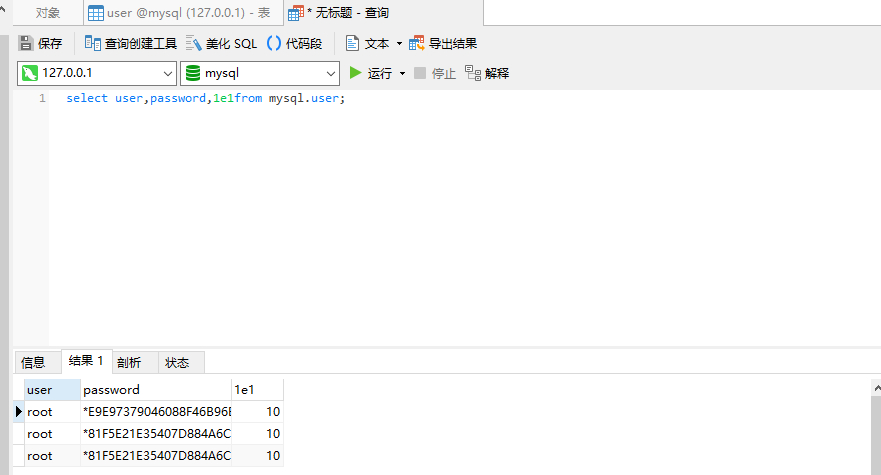 对象 user @mysql (127.0.0.1) - 表 * 无标题 - 查询
保存 查询创建工具 美化 SQL () 代码段 文本 导出结果
127.0.0.1 mysql 运行 停止 解释
1 select user,password,1e1from mysql.user;
信息 结果 1 剖析 状态
user password 1e1
root *E9E97379046088F46B96E 10
root *81F5E21E35407D884A6C 10
root *81F5E21E35407D884A6C 10